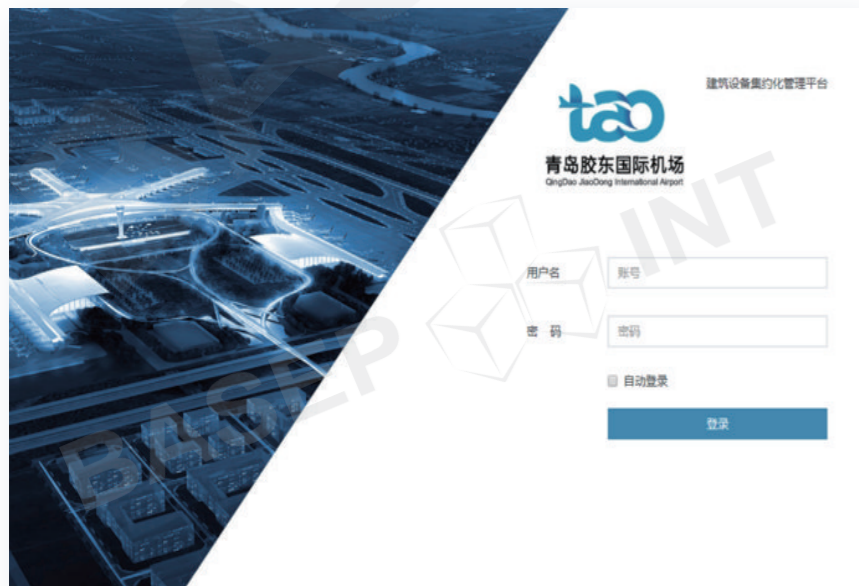 建筑设备集约化管理平台
tao
青岛胶东国际机场
QingDao JiaoDong International Airport
用户名 账号
密 码 密码
自动登录
登录
BASEP INT